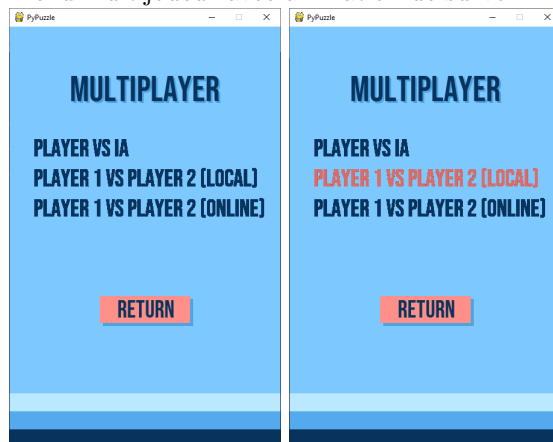 PyPuzzle
MULTIPLAYER
PLAYER VS IA
PLAYER 1 VS PLAYER 2 (LOCAL)
PLAYER 1 VS PLAYER 2 (ONLINE)
RETURN
PyPuzzle
MULTIPLAYER
PLAYER VS IA
PLAYER 1 VS PLAYER 2 (LOCAL)
PLAYER 1 VS PLAYER 2 (ONLINE)
RETURN